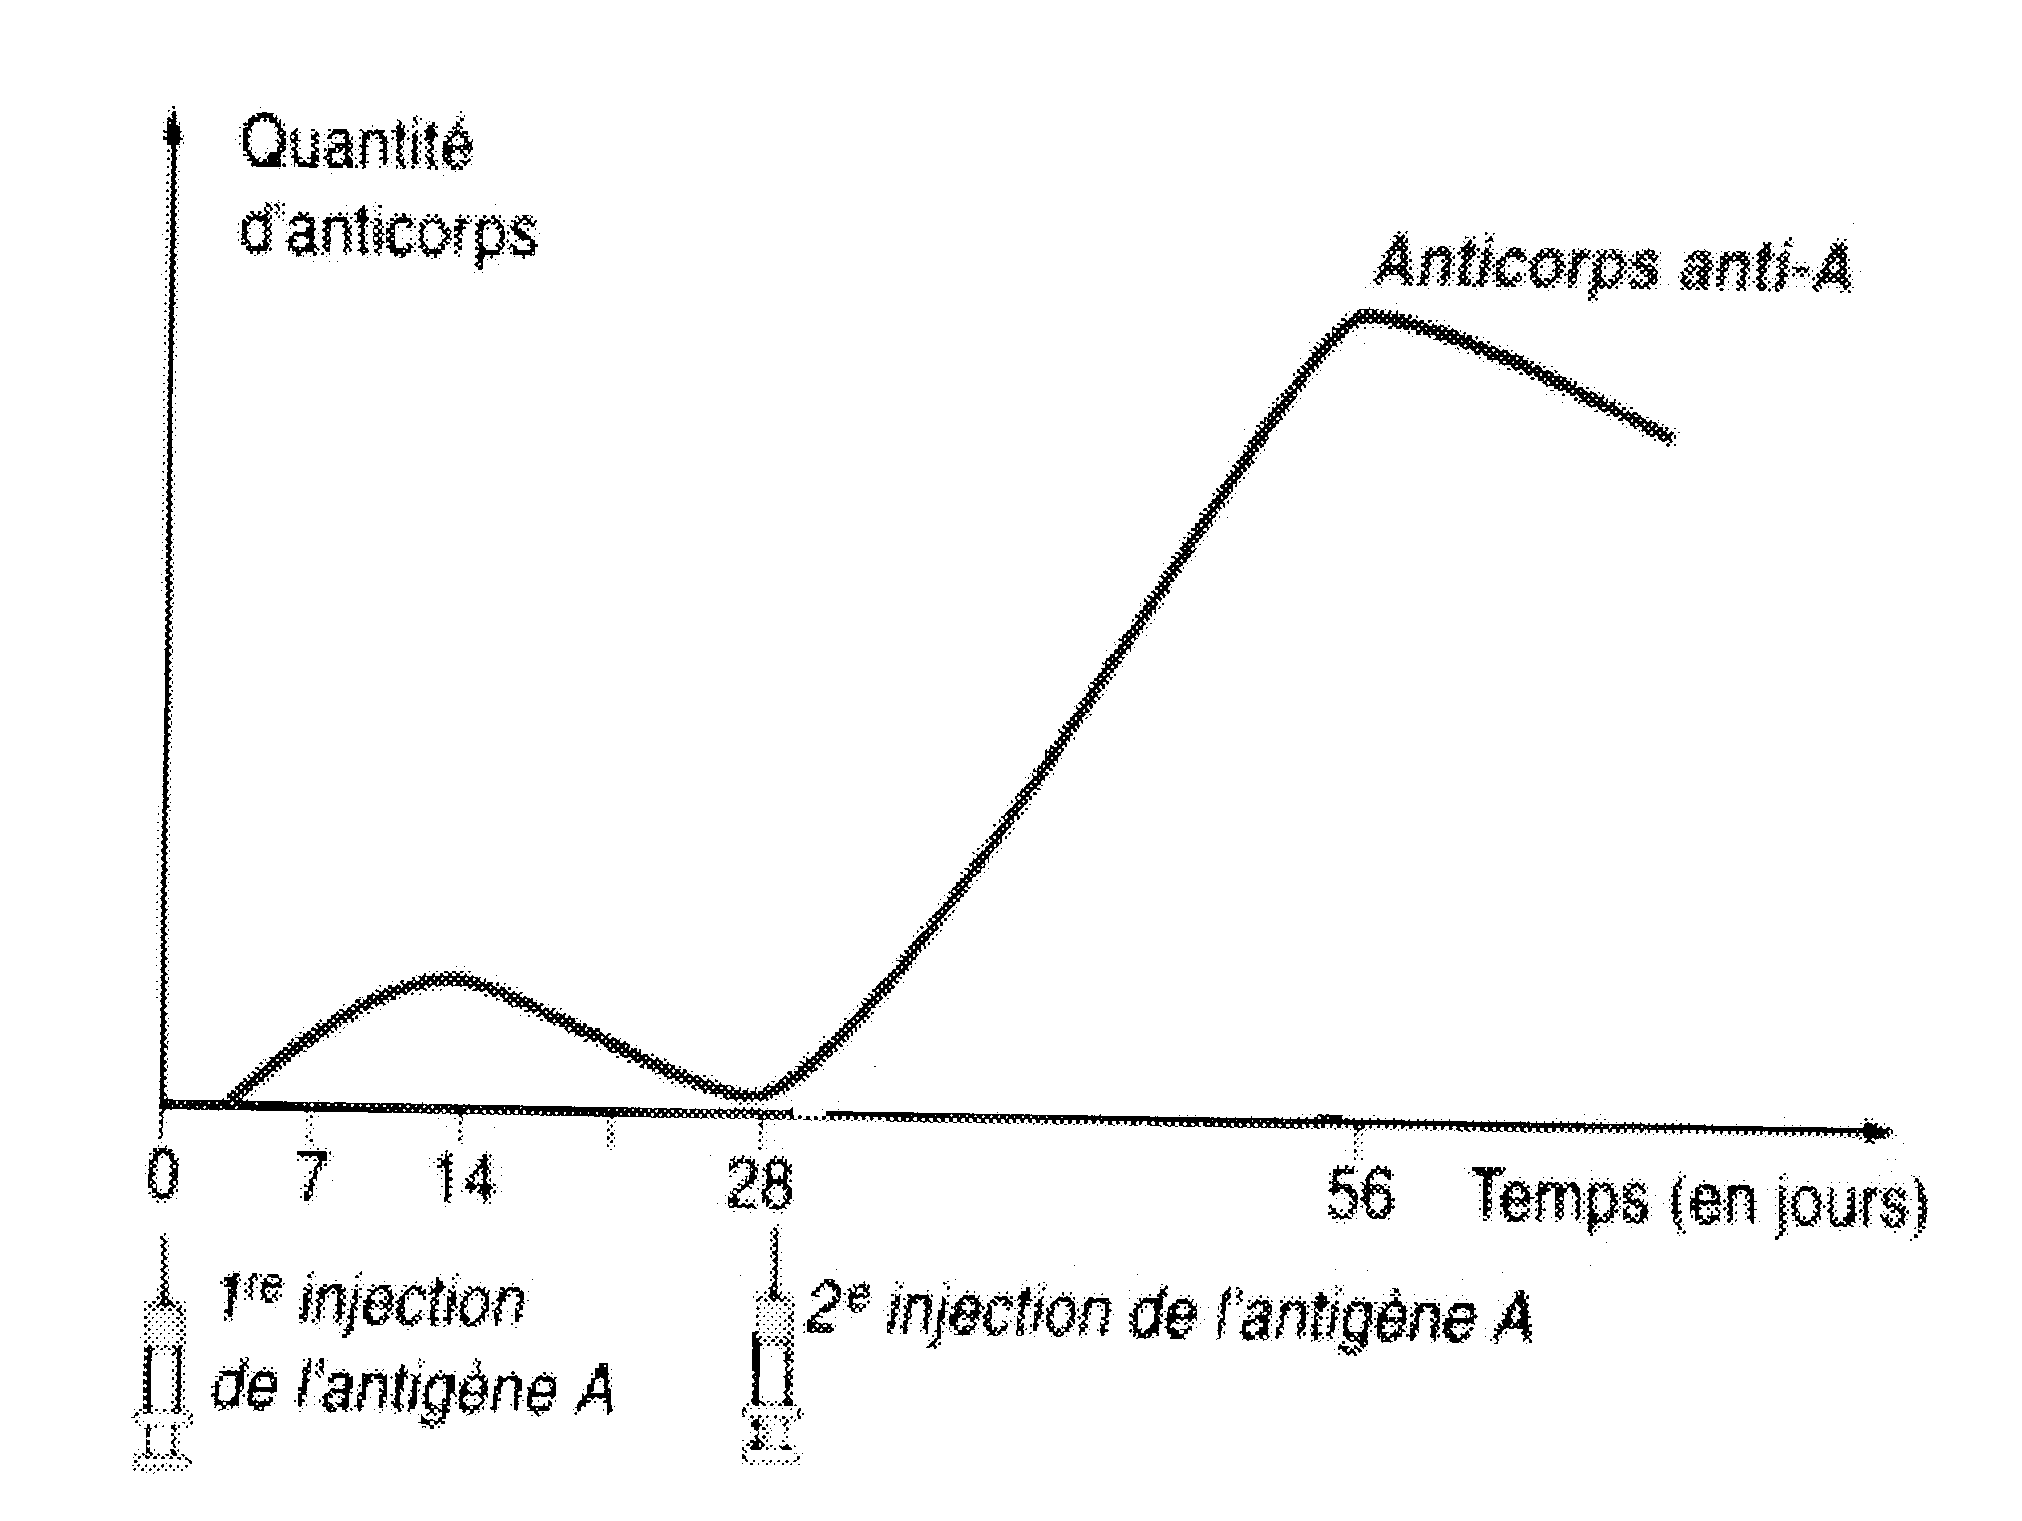 Quantité
d'anticorps
Anticorps anti-A
0 7 14 28 56 Temps (en jours)
1re injection
de l'antigène A
2e injection de l'antigène A